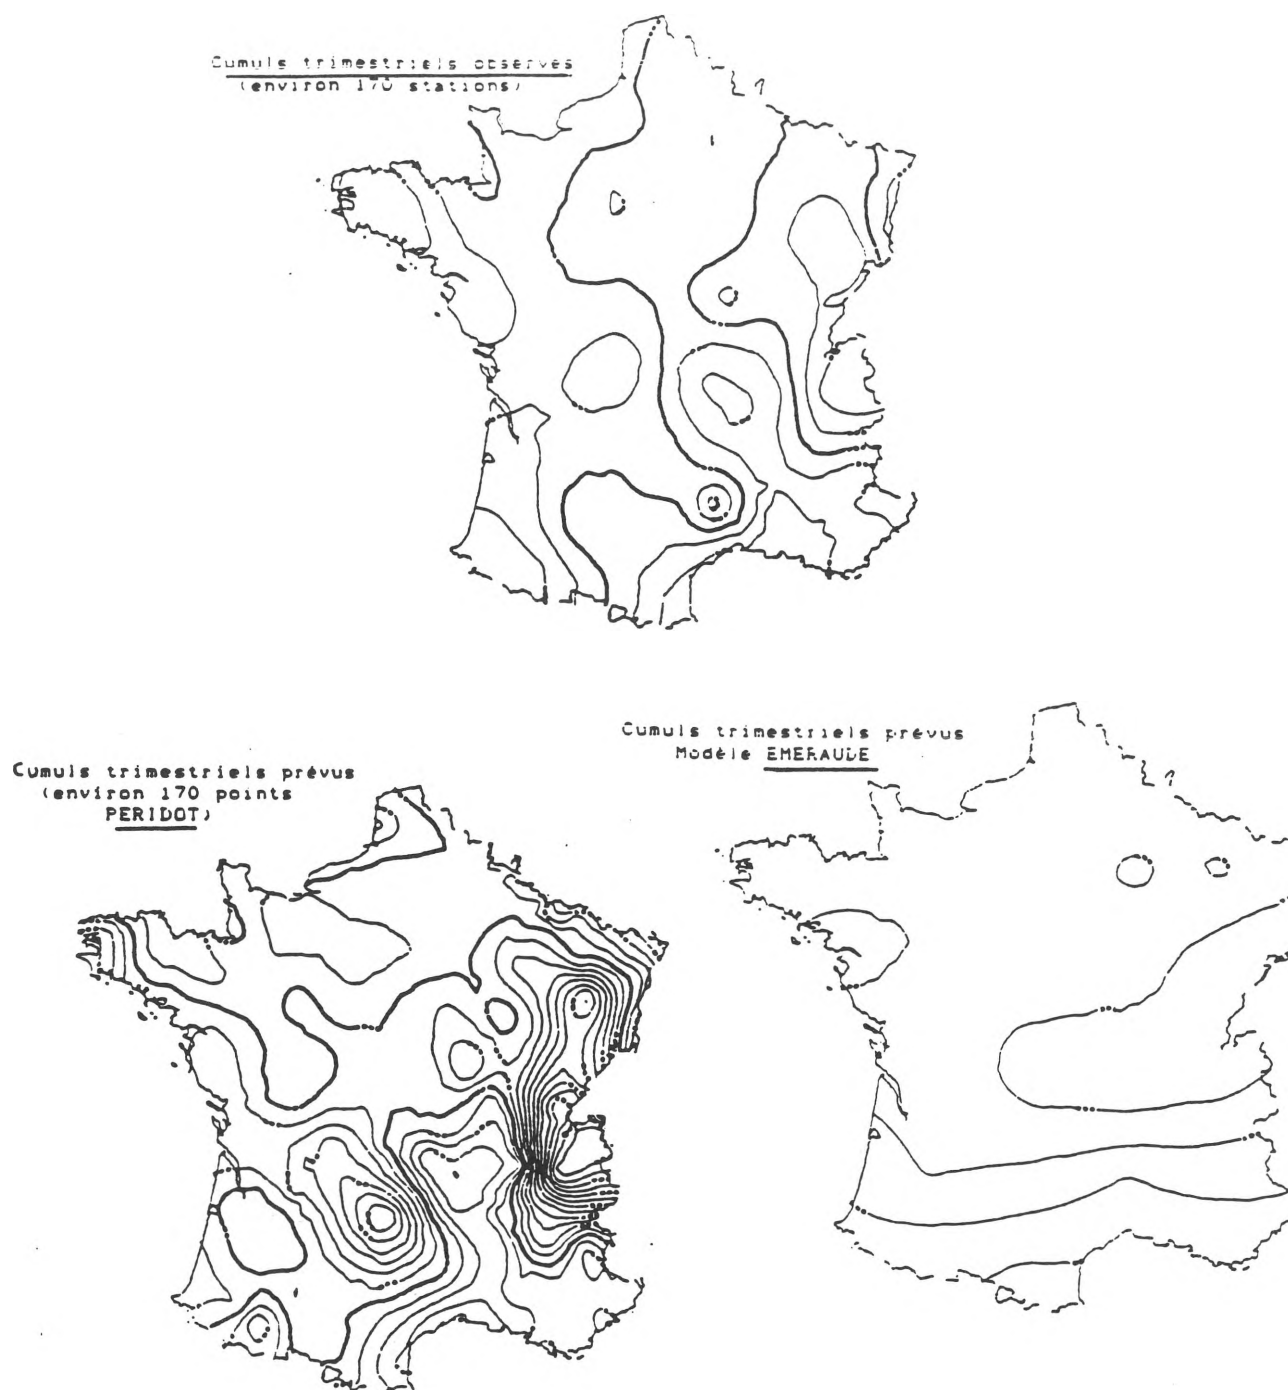 Cumuls trimestriels observés
(environ 170 stations)
Cumuls trimestriels prévus
Modèle EMERAUDE
Cumuls trimestriels prévus
(environ 170 points
PERIDOT)